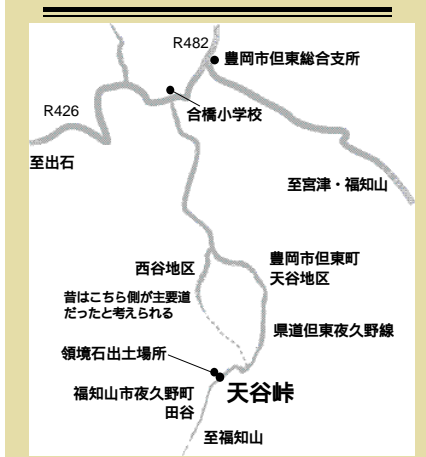 R482
豊岡市但東総合支所
R426
合橋小学校
至出石
至宮津・福知山
西谷地区
豊岡市但東町
天谷地区
昔はこちら側が主要道
だったと考えられる
県道但東夜久野線
領境石出土場所
天谷峠
福知山市夜久野町
田谷
至福知山